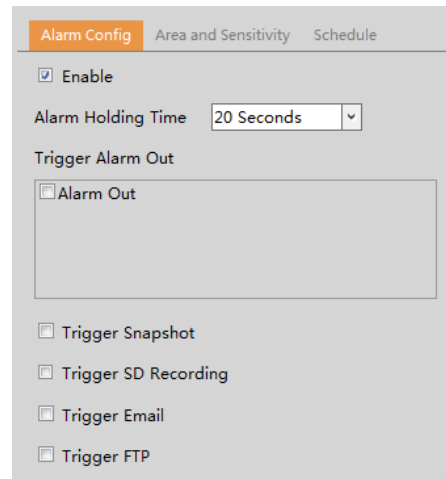 Alarm Config Area and Sensitivity Schedule
Enable
Alarm Holding Time 20 Seconds
Trigger Alarm Out
Alarm Out
Trigger Snapshot
Trigger SD Recording
Trigger Email
Trigger FTP